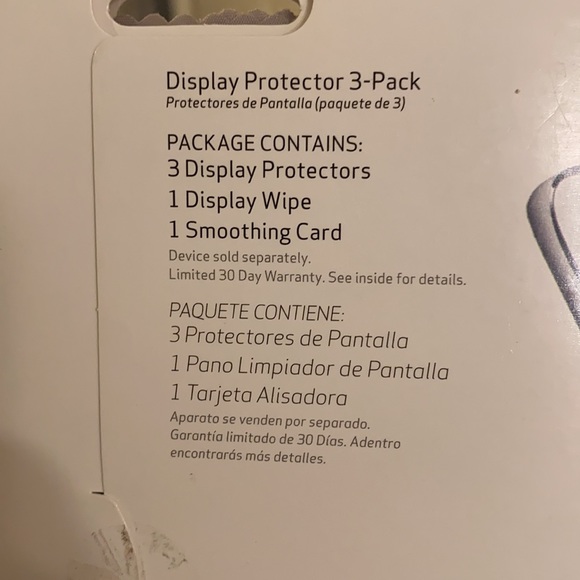 Display Protector 3-Pack
Protectores de Pantalla (paquete de 3)
PACKAGE CONTAINS:
3 Display Protectors
1 Display Wipe
1 Smoothing Card
Device sold separately.
Limited 30 Day Warranty. See inside for details.
PAQUETE CONTIENE:
3 Protectores de Pantalla
1 Pano Limpiador de Pantalla
1 Tarjeta Alisadora
Aparato se venden por separado.
Garantía limitado de 30 Días. Adentro
encontrarás más detalles.